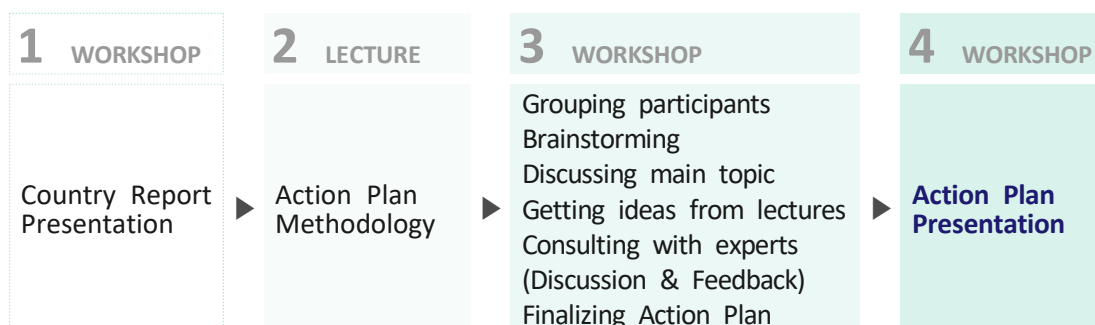 1 WORKSHOP
2 LECTURE
3 WORKSHOP
4 WORKSHOP
Country Report
Presentation
Action Plan
Methodology
Grouping participants
Brainstorming
Discussing main topic
Getting ideas from lectures
Consulting with experts
(Discussion & Feedback)
Finalizing Action Plan
Action Plan
Presentation